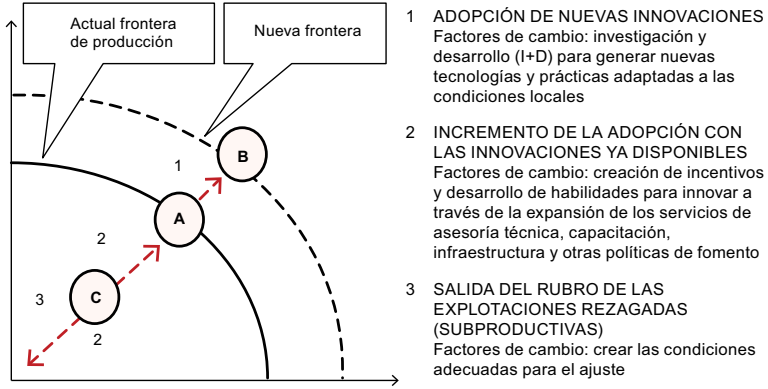 Actual frontera
de producción
Nueva frontera
B
1
A
2
C
3
2
1 ADOPCIÓN DE NUEVAS INNOVACIONES
Factores de cambio: investigación y
desarrollo (I+D) para generar nuevas
tecnologías y prácticas adaptadas a las
condiciones locales
2 INCREMENTO DE LA ADOPCIÓN CON
LAS INNOVACIONES YA DISPONIBLES
Factores de cambio: creación de incentivos
y desarrollo de habilidades para innovar a
través de la expansión de los servicios de
asesoría técnica, capacitación,
infraestructura y otras políticas de fomento
3 SALIDA DEL RUBRO DE LAS
EXPLOTACIONES REZAGADAS
(SUBPRODUCTIVAS)
Factores de cambio: crear las condiciones
adecuadas para el ajuste